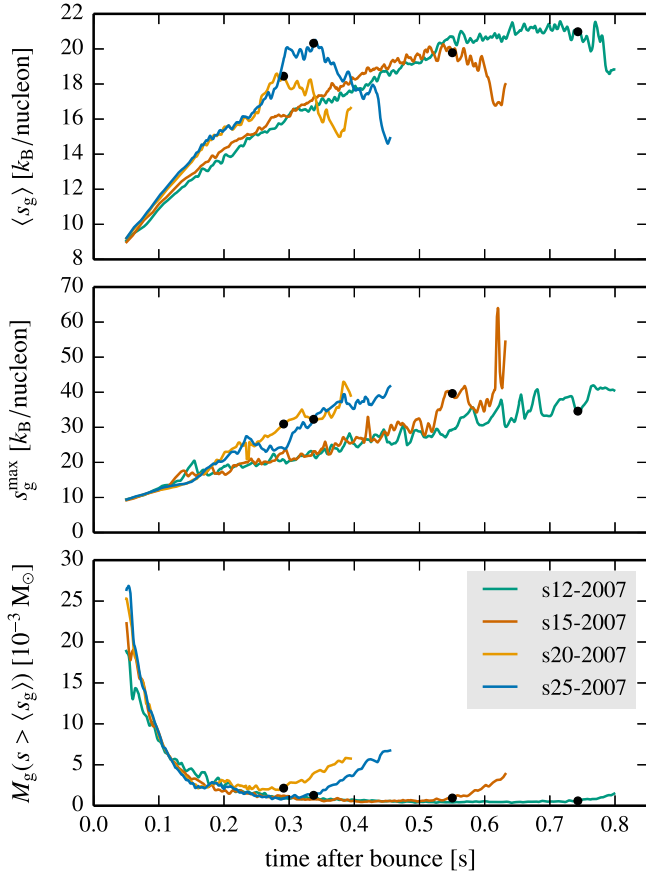 22
20
18
16
14
12
10
8
⟨s_g⟩ [k_B/nucleon]
70
60
50
40
30
20
10
0
s_g^max [k_B/nucleon]
30
25
20
15
10
5
0
M_g(s > ⟨s_g⟩) [10⁻³ M_⊙]
s12-2007
s15-2007
s20-2007
s25-2007
0.0 0.1 0.2 0.3 0.4 0.5 0.6 0.7 0.8
time after bounce [s]